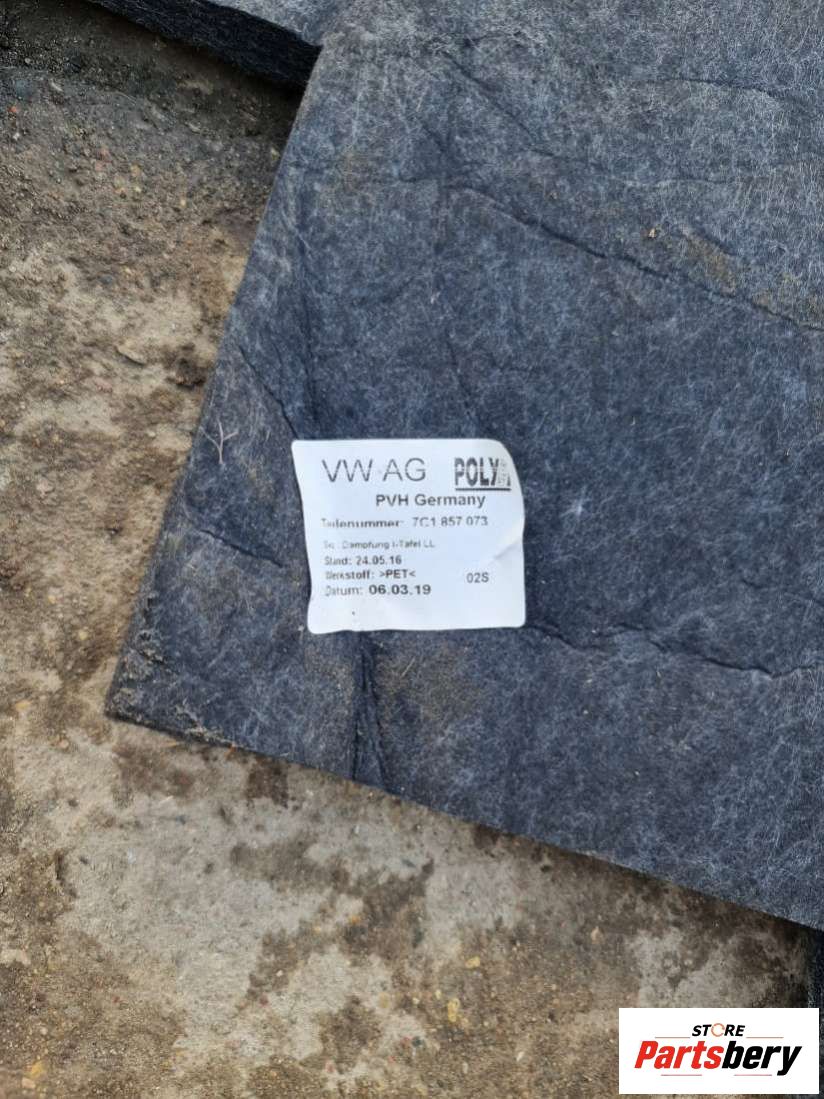 VW AG POLY
PVH Germany
Teilenummer: 7C1 857 073
Dämpfung I-Tafel LL
Stand: 24.05.16
Werkstoff: >PET< 02S
Datum: 06.03.19
STORE
Partsbery